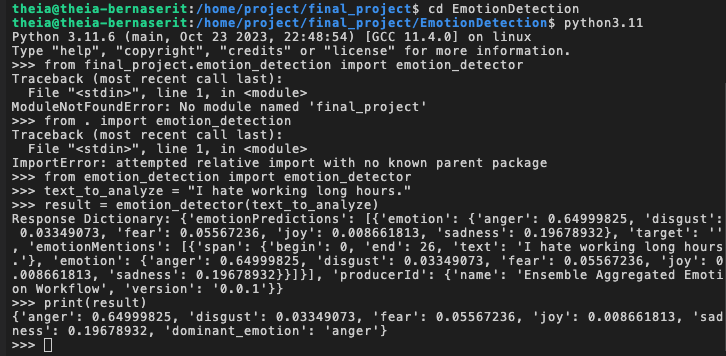 theia@theia-bernaserit:/home/project/final_project$ cd EmotionDetection
theia@theia-bernaserit:/home/project/final_project/EmotionDetection$ python3.11
Python 3.11.6 (main, Oct 23 2023, 22:48:54) [GCC 11.4.0] on linux
Type "help", "copyright", "credits" or "license" for more information.
>>> from final_project.emotion_detection import emotion_detector
Traceback (most recent call last):
  File "<stdin>", line 1, in <module>
ModuleNotFoundError: No module named 'final_project'
>>> from . import emotion_detection
Traceback (most recent call last):
  File "<stdin>", line 1, in <module>
ImportError: attempted relative import with no known parent package
>>> from emotion_detection import emotion_detector
>>> text_to_analyze = "I hate working long hours."
>>> result = emotion_detector(text_to_analyze)
Response Dictionary: {'emotionPredictions': [{'emotion': {'anger': 0.64999825, 'disgust':
 0.03349073, 'fear': 0.05567236, 'joy': 0.008661813, 'sadness': 0.19678932}, 'target': ''
, 'emotionMentions': [{'span': {'begin': 0, 'end': 26, 'text': 'I hate working long hours
.'}, 'emotion': {'anger': 0.64999825, 'disgust': 0.03349073, 'fear': 0.05567236, 'joy': 0
.008661813, 'sadness': 0.19678932}}]}], 'producerId': {'name': 'Ensemble Aggregated Emoti
on Workflow', 'version': '0.0.1'}}
>>> print(result)
{'anger': 0.64999825, 'disgust': 0.03349073, 'fear': 0.05567236, 'joy': 0.008661813, 'sad
ness': 0.19678932, 'dominant_emotion': 'anger'}
>>>